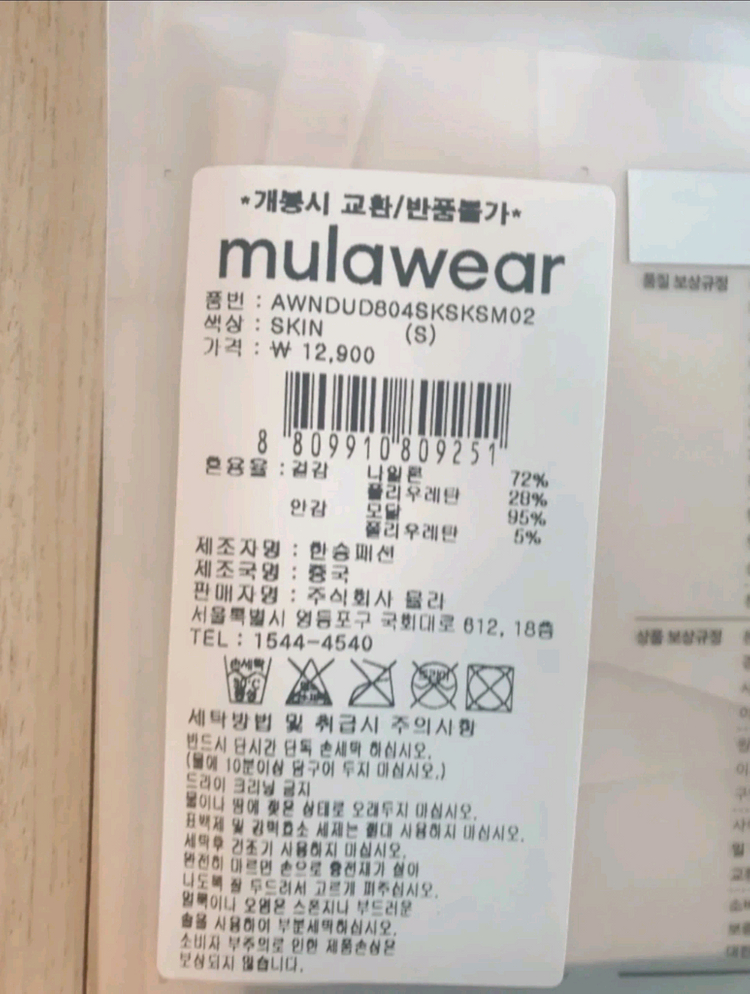 *개봉시 교환/반품불가*
mulawear
품번 : AWNDUD804SKSKSM02
색상 : SKIN (S)
가격 : ₩ 12,900
8 809910 809251
혼용율 : 겉감 나일론 72%
폴리우레탄 28%
안감 모달 95%
폴리우레탄 5%
제조자명 : 한승패션
제조국명 : 중국
판매자명 : 주식회사 뮬라
서울특별시 영등포구 국회대로 612, 18층
TEL : 1544-4540
손세탁
30°C
중성
드라이
세탁방법 및 취급시 주의사항
반드시 단시간 단독 손세탁 하십시오.
(물에 10분이상 담구어 두지 마십시오.)
드라이 크리닝 금지
물이나 땀에 젖은 상태로 오래두지 마십시오.
표백제 및 강력효소 세제는 절대 사용하지 마십시오.
세탁후 건조기 사용하지 마십시오.
완전히 마르면 손으로 충전재가 살아
나도록 잘 두드려서 고르게 펴주십시오.
얼룩이나 오염은 스폰지나 부드러운
솔을 사용하여 부분세탁하십시오.
소비자 부주의로 인한 제품손상은
보상되지 않습니다.
품질 보상규정
상품 보상규정